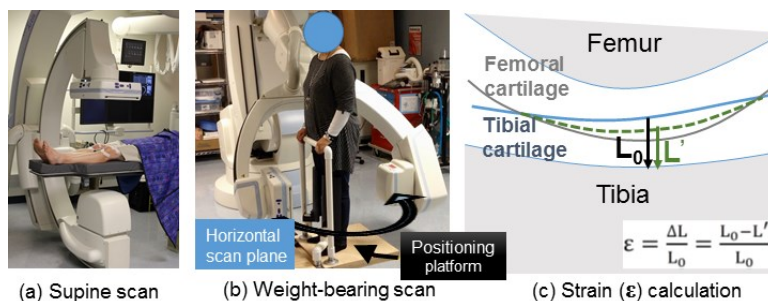 (a) Supine scan
Horizontal
scan plane
Positioning
platform
(b) Weight-bearing scan
Femur
Femoral
cartilage
Tibial
cartilage
L₀
L’
Tibia
ε = ΔL/L₀ = L₀−L’/L₀
(c) Strain (ε) calculation